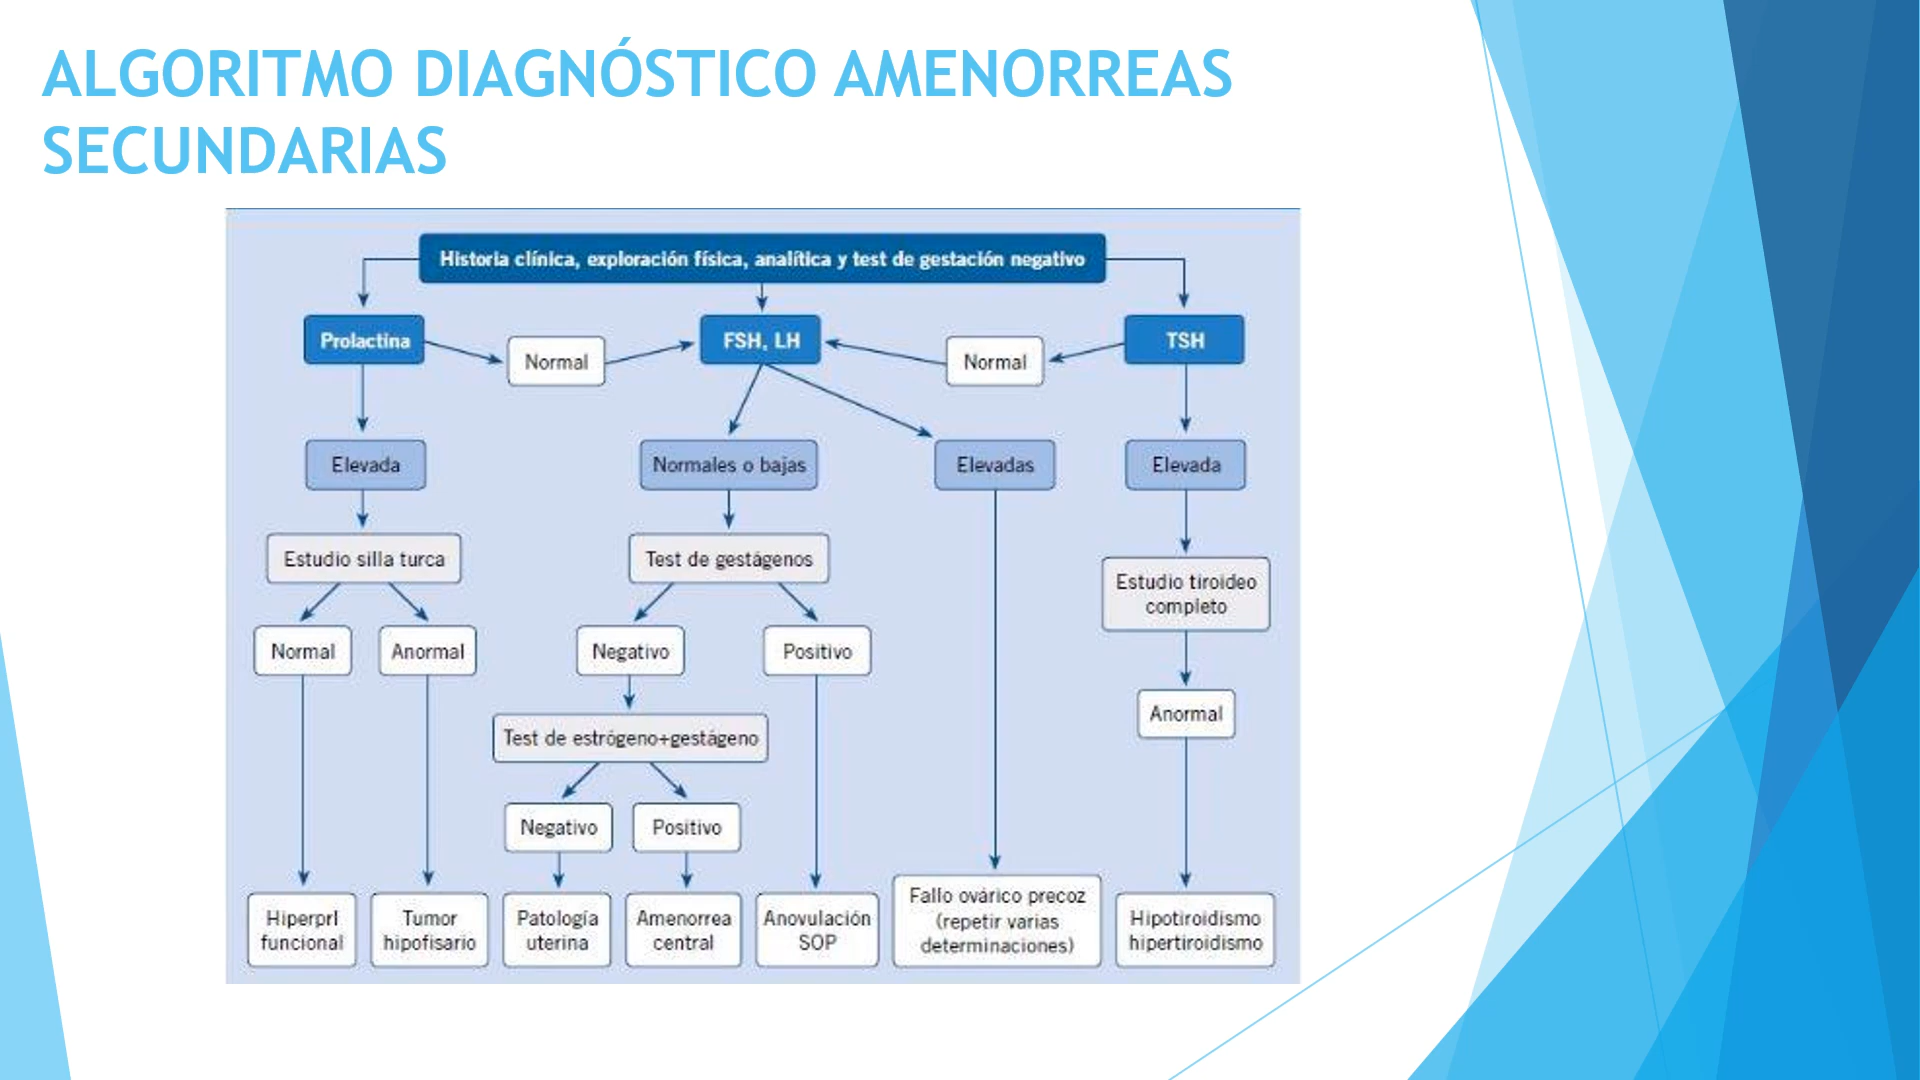 ALGORITMO DIAGNÓSTICO AMENORREAS
SECUNDARIAS
Historia clínica, exploración física, analítica y test de gestación negativo
Prolactina
Normal
FSH, LH
Normal
TSH
Elevada
Normales o bajas
Elevadas
Elevada
Estudio silla turca
Test de gestágenos
Estudio tiroideo
completo
Normal
Anormal
Negativo
Positivo
Anormal
Test de estrógeno+gestágeno
Negativo
Positivo
Hiperprl
funcional
Tumor
hipofisario
Patología
uterina
Amenorrea
central
Anovulación
SOP
Fallo ovárico precoz
(repetir varias
determinaciones)
Hipotiroidismo
hipertiroidismo